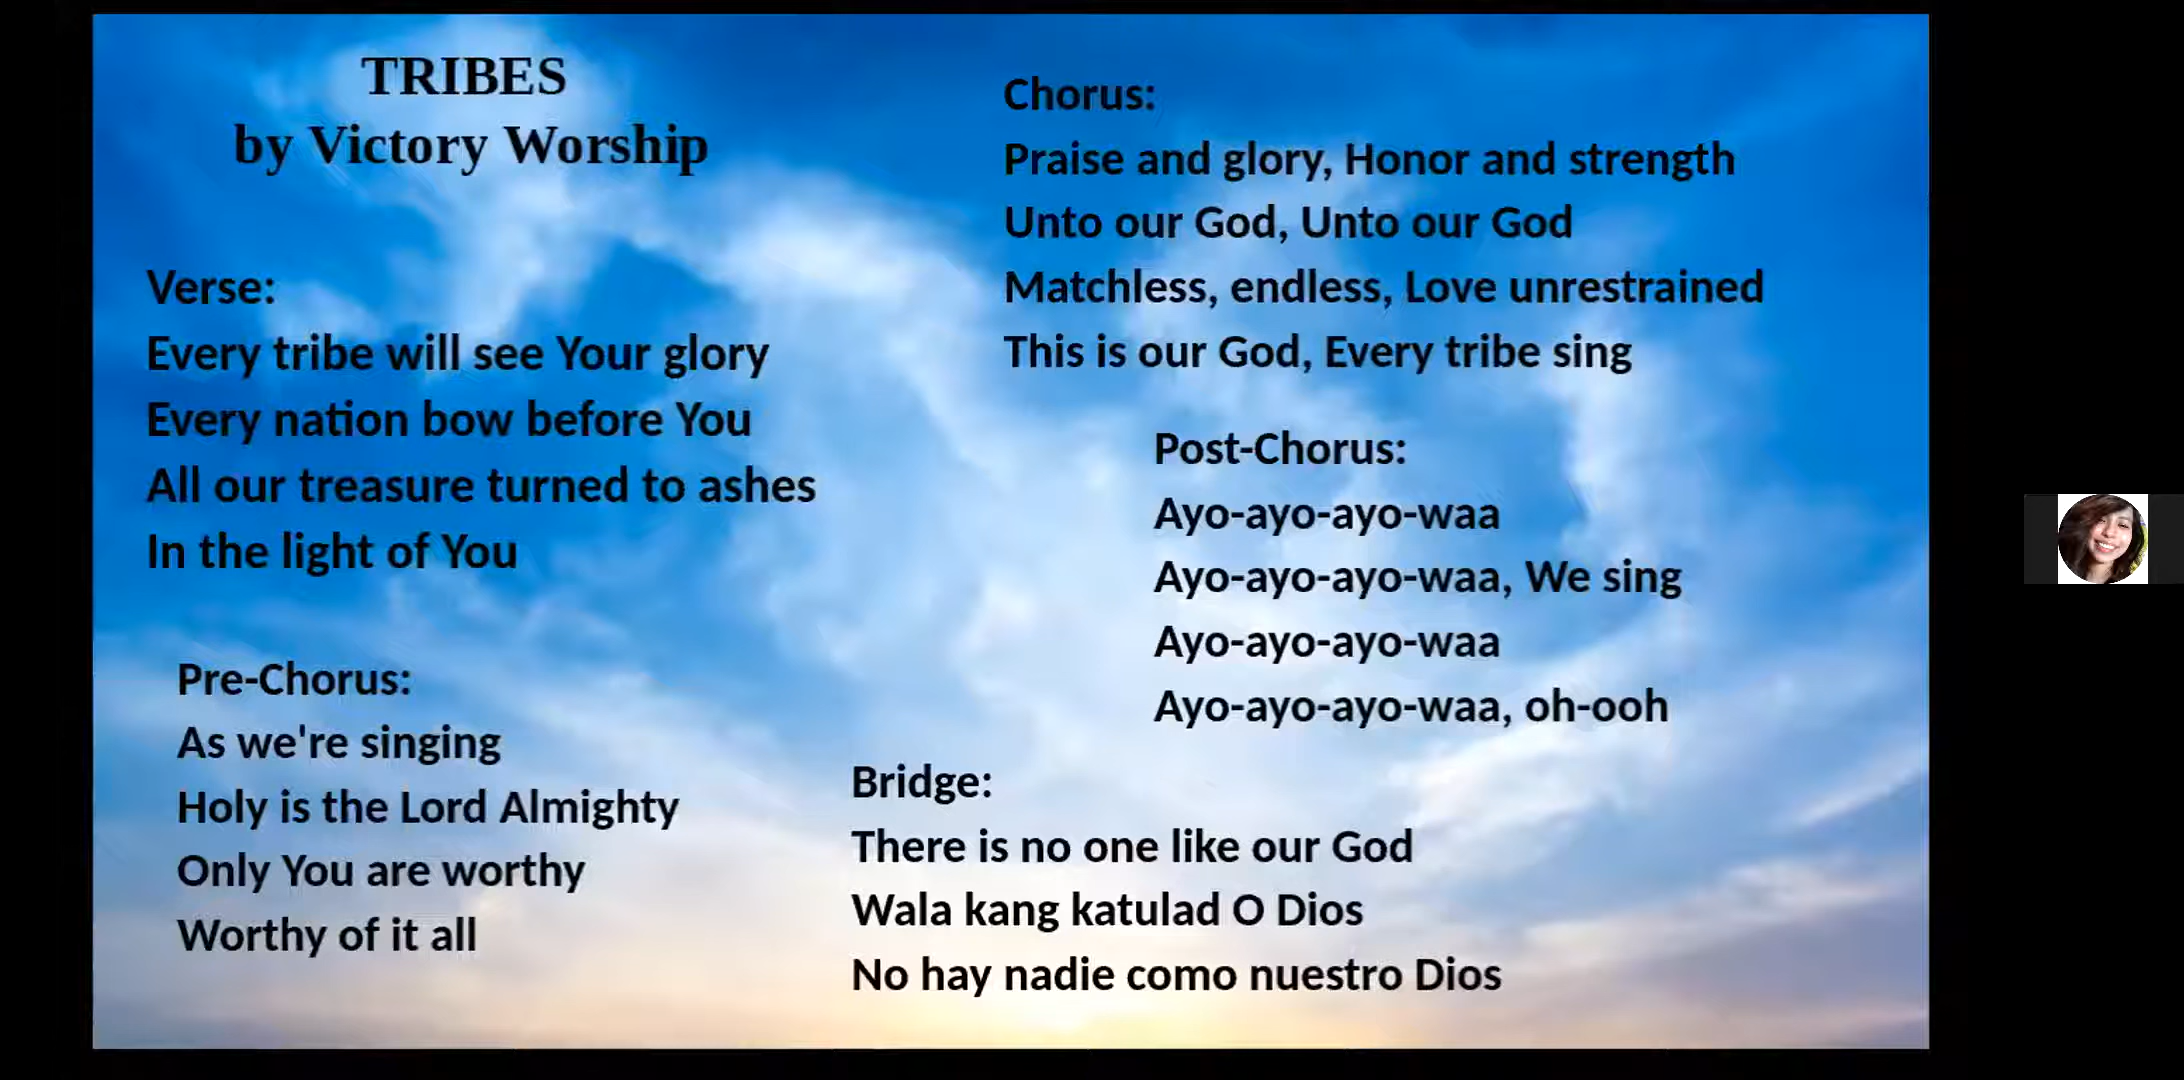 TRIBES
by Victory Worship
Verse:
Every tribe will see Your glory
Every nation bow before You
All our treasure turned to ashes
In the light of You
Pre-Chorus:
As we're singing
Holy is the Lord Almighty
Only You are worthy
Worthy of it all
Chorus:
Praise and glory, Honor and strength
Unto our God, Unto our God
Matchless, endless, Love unrestrained
This is our God, Every tribe sing
Post-Chorus:
Ayo-ayo-ayo-waa
Ayo-ayo-ayo-waa, We sing
Ayo-ayo-ayo-waa
Ayo-ayo-ayo-waa, oh-ooh
Bridge:
There is no one like our God
Wala kang katulad O Dios
No hay nadie como nuestro Dios